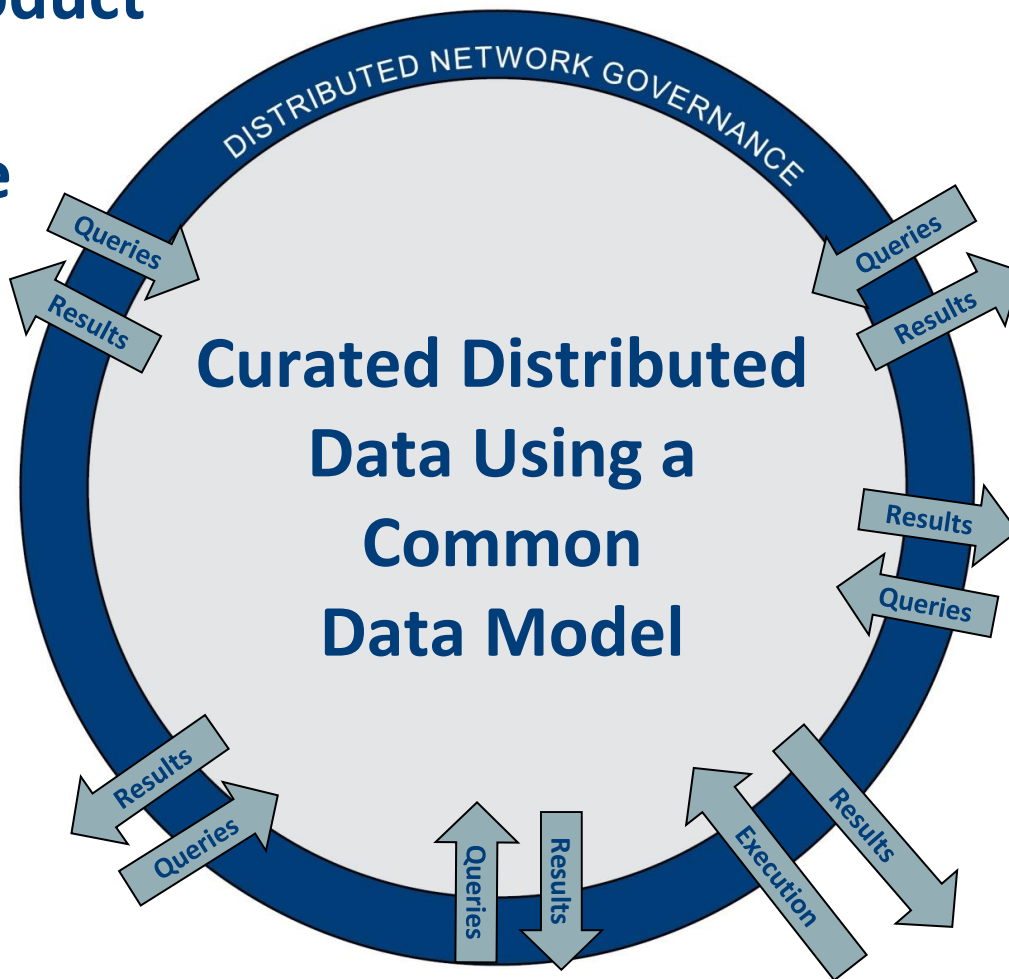 DISTRIBUTED NETWORK GOVERNANCE
Queries
Results
Queries
Results
Curated Distributed
Data Using a
Common
Data Model
Results
Queries
Results
Queries
Queries
Results
Execution
Results